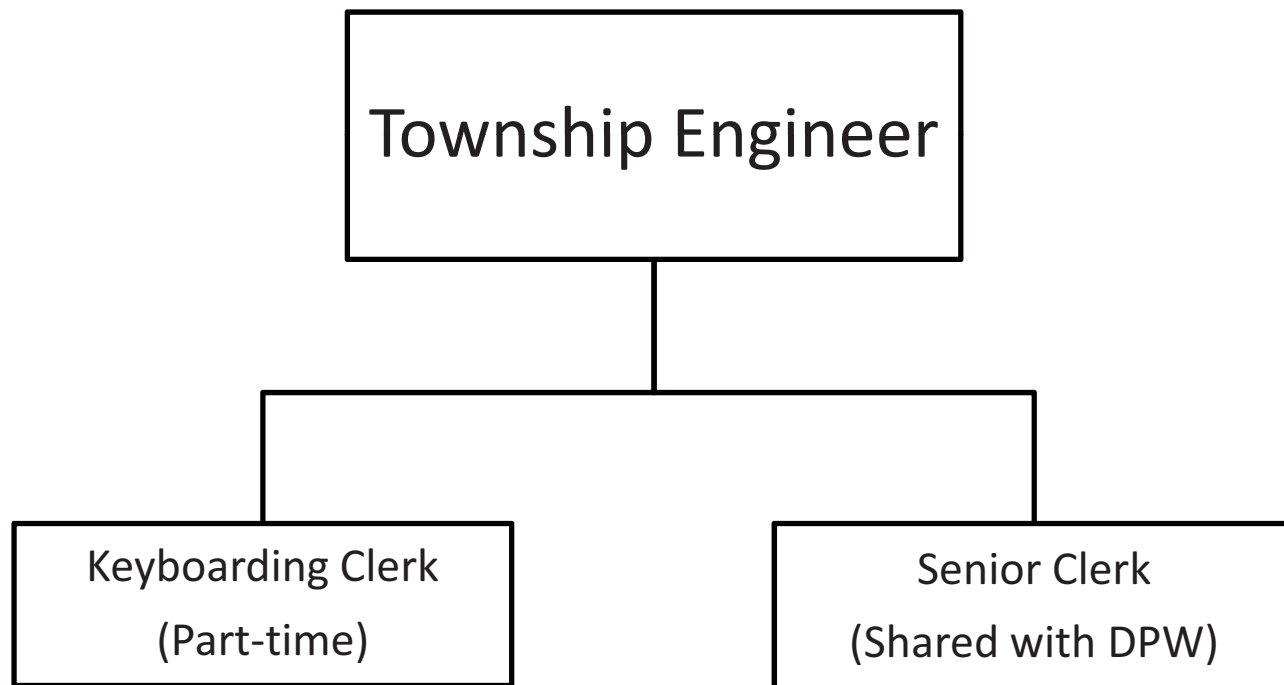 Township Engineer
Keyboarding Clerk
(Part-time)
Senior Clerk
(Shared with DPW)